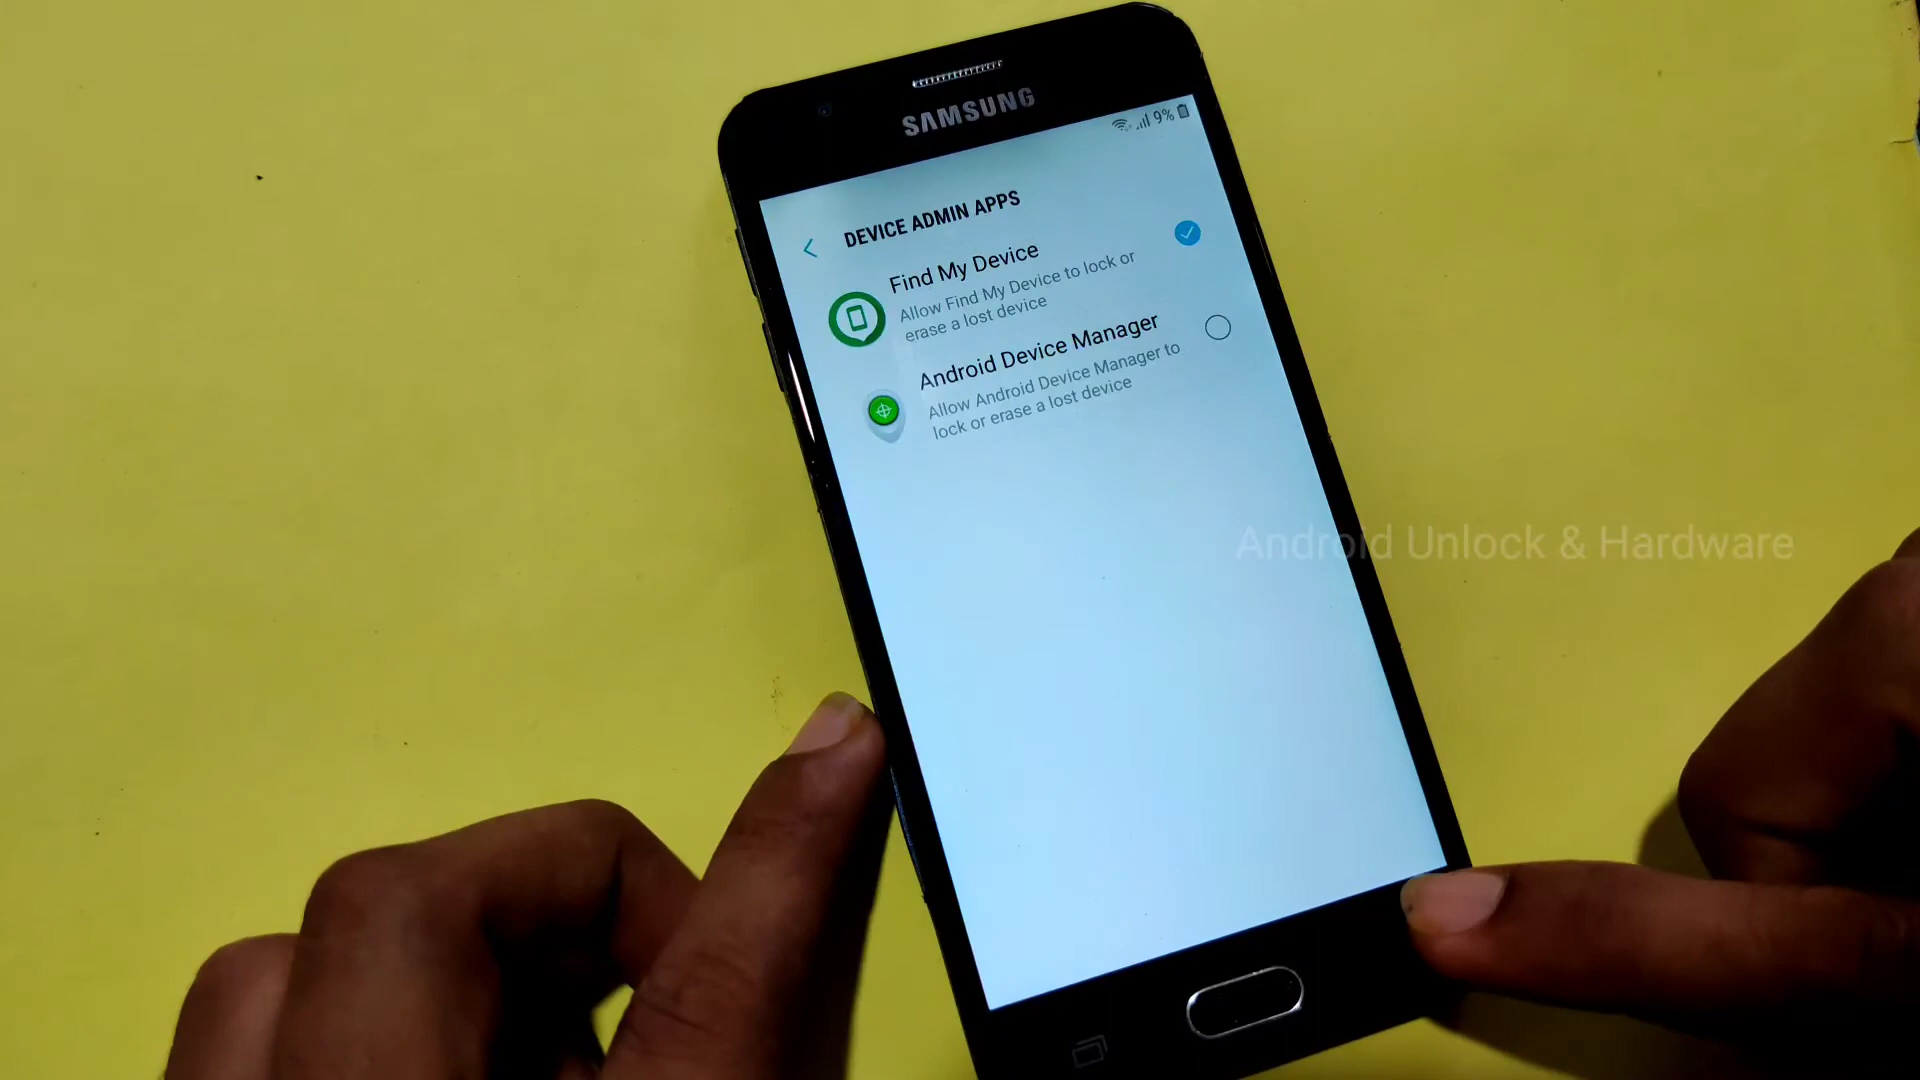 SAMSUNG
9%
DEVICE ADMIN APPS
Find My Device
Allow Find My Device to lock or
erase a lost device
Android Device Manager
Allow Android Device Manager to
lock or erase a lost device
Android Unlock & Hardware